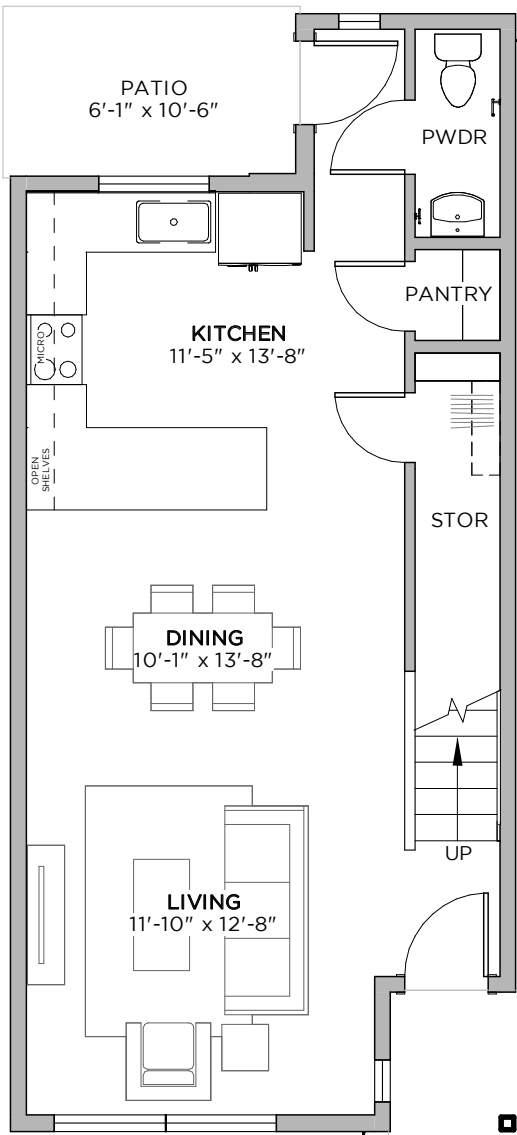 PATIO
6'-1" x 10'-6"
PWDR
PANTRY
KITCHEN
11'-5" x 13'-8"
MICRO
OPEN
SHELVES
STOR
DINING
10'-1" x 13'-8"
UP
LIVING
11'-10" x 12'-8"